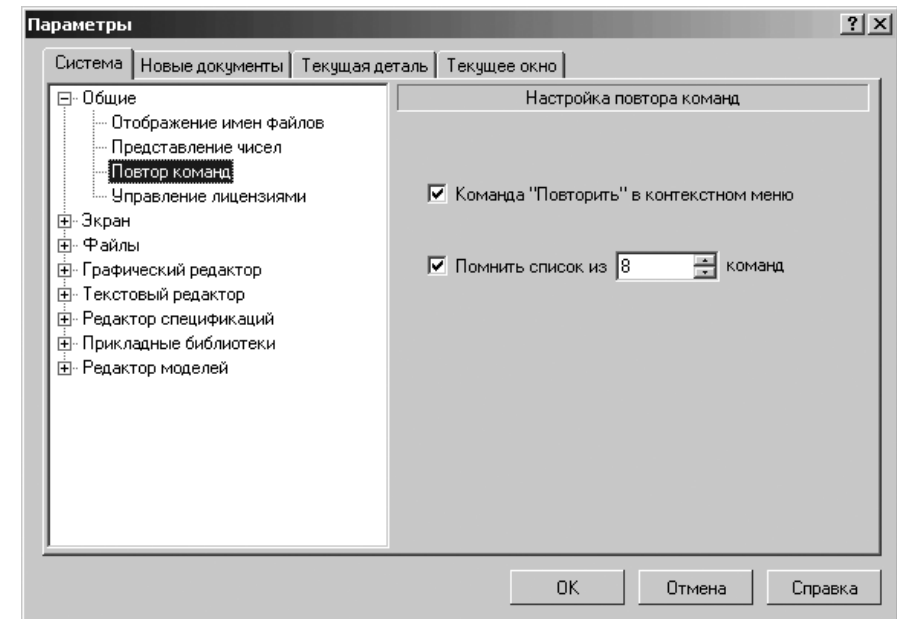 Параметры
Система Новые документы Текущая деталь Текущее окно
Общие
Отображение имен файлов
Представление чисел
Повтор команд
Управление лицензиями
Экран
Файлы
Графический редактор
Текстовый редактор
Редактор спецификаций
Прикладные библиотеки
Редактор моделей
Настройка повтора команд
Команда "Повторить" в контекстном меню
Помнить список из 8 команд
OK Отмена Справка